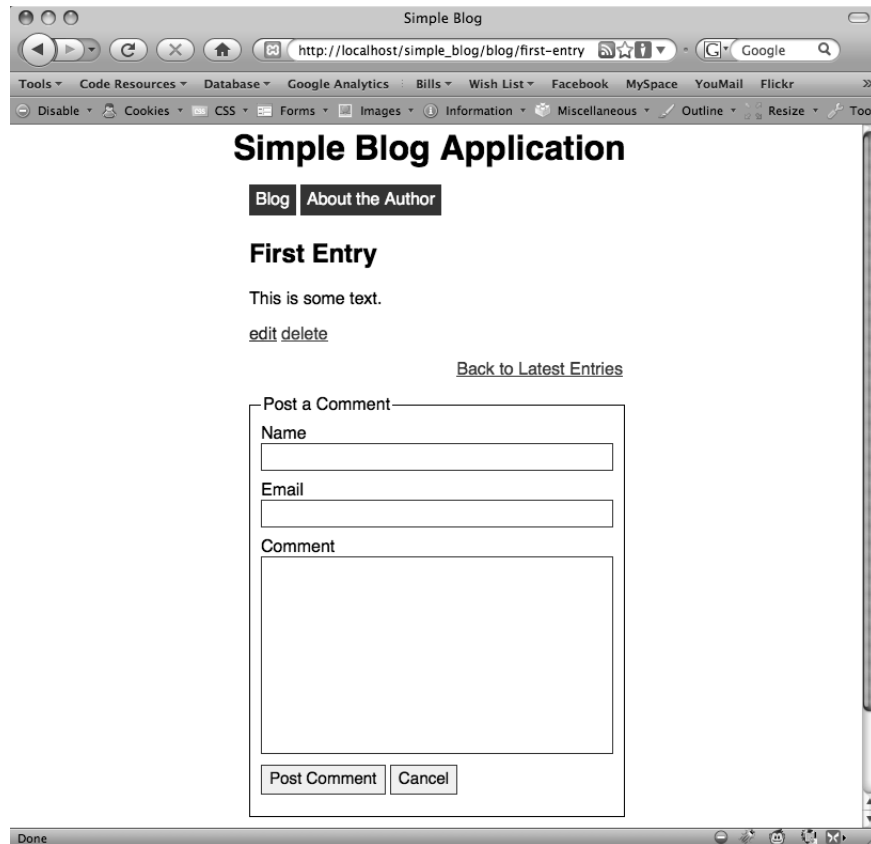 Simple Blog
http://localhost/simple_blog/blog/first-entry G Google
Tools Code Resources Database Google Analytics Bills Wish List Facebook MySpace YouMail Flickr »
Disable Cookies CSS Forms Images Information Miscellaneous Outline Resize Too
Simple Blog Application
Blog About the Author
First Entry
This is some text.
edit delete
Back to Latest Entries
Post a Comment
Name
Email
Comment
Post Comment Cancel
Done